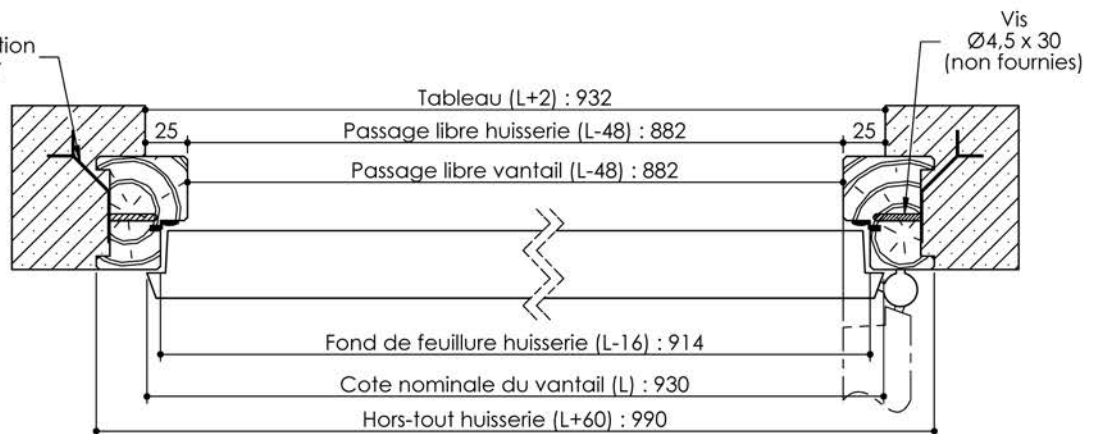 Vis
Ø4,5 x 30
(non fournies)
Tableau (L+2) : 932
25
Passage libre huisserie (L-48) : 882
25
Passage libre vantail (L-48) : 882
Fond de feuillure huisserie (L-16) : 914
Cote nominale du vantail (L) : 930
Hors-tout huisserie (L+60) : 990